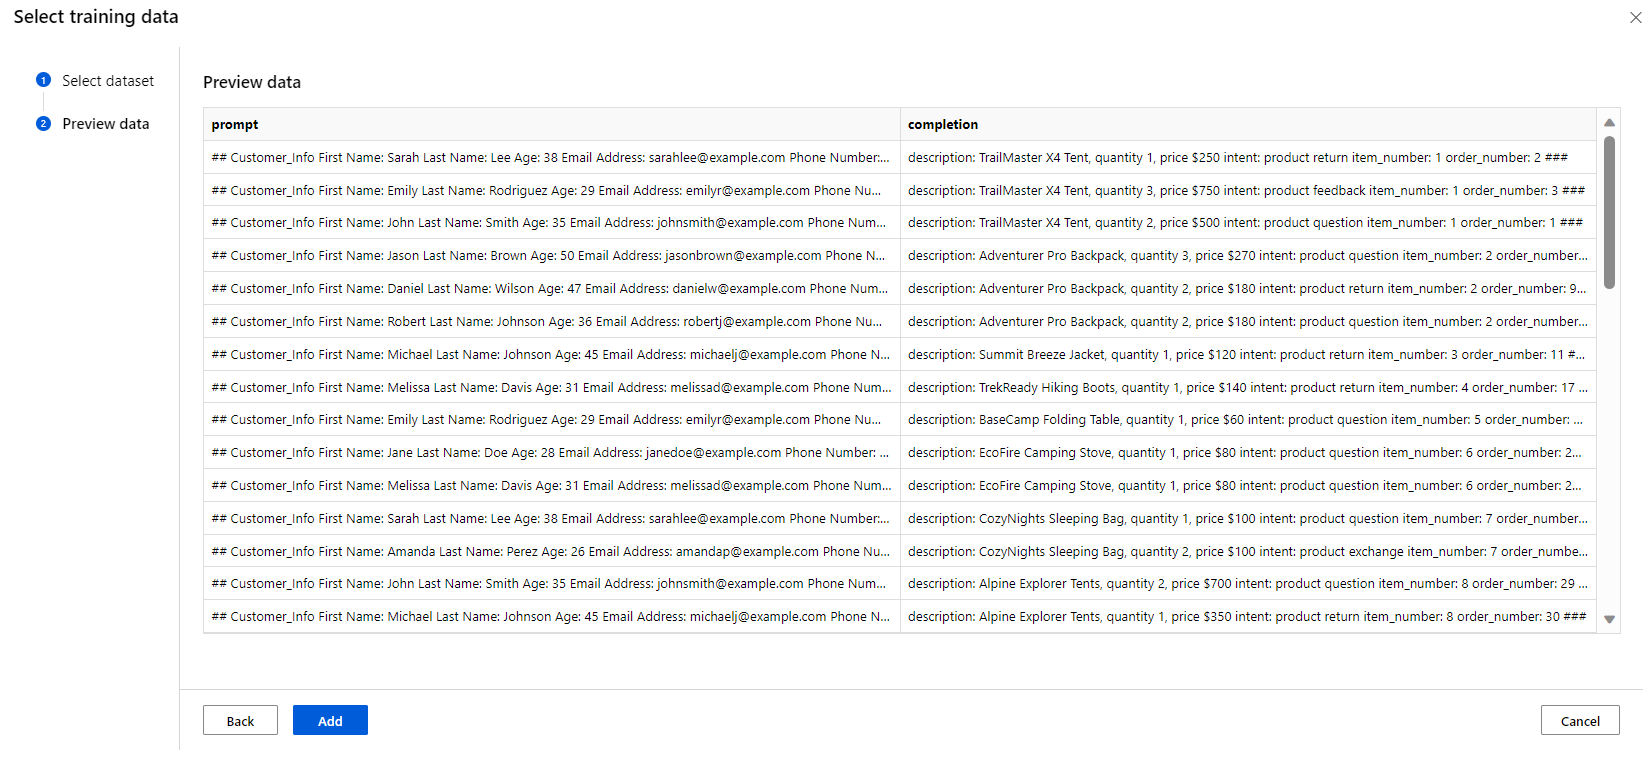 Select training data
1 Select dataset
2 Preview data
Preview data
prompt completion
## Customer_Info First Name: Sarah Last Name: Lee Age: 38 Email Address: sarahlee@example.com Phone Number:... description: TrailMaster X4 Tent, quantity 1, price $250 intent: product return item_number: 1 order_number: 2 ###
## Customer_Info First Name: Emily Last Name: Rodriguez Age: 29 Email Address: emilyr@example.com Phone Nu... description: TrailMaster X4 Tent, quantity 3, price $750 intent: product feedback item_number: 1 order_number: 3 ###
## Customer_Info First Name: John Last Name: Smith Age: 35 Email Address: johnsmith@example.com Phone Num... description: TrailMaster X4 Tent, quantity 2, price $500 intent: product question item_number: 1 order_number: 1 ###
## Customer_Info First Name: Jason Last Name: Brown Age: 50 Email Address: jasonbrown@example.com Phone N... description: Adventurer Pro Backpack, quantity 3, price $270 intent: product question item_number: 2 order_number...
## Customer_Info First Name: Daniel Last Name: Wilson Age: 47 Email Address: danielw@example.com Phone Num... description: Adventurer Pro Backpack, quantity 2, price $180 intent: product return item_number: 2 order_number: 9...
## Customer_Info First Name: Robert Last Name: Johnson Age: 36 Email Address: robertj@example.com Phone Nu... description: Adventurer Pro Backpack, quantity 2, price $180 intent: product question item_number: 2 order_number...
## Customer_Info First Name: Michael Last Name: Johnson Age: 45 Email Address: michaelj@example.com Phone N... description: Summit Breeze Jacket, quantity 1, price $120 intent: product return item_number: 3 order_number: 11 #...
## Customer_Info First Name: Melissa Last Name: Davis Age: 31 Email Address: melissad@example.com Phone Num... description: TrekReady Hiking Boots, quantity 1, price $140 intent: product return item_number: 4 order_number: 17 ...
## Customer_Info First Name: Emily Last Name: Rodriguez Age: 29 Email Address: emilyr@example.com Phone Nu... description: BaseCamp Folding Table, quantity 1, price $60 intent: product question item_number: 5 order_number: ...
## Customer_Info First Name: Jane Last Name: Doe Age: 28 Email Address: janedoe@example.com Phone Number: ... description: EcoFire Camping Stove, quantity 1, price $80 intent: product question item_number: 6 order_number: 2...
## Customer_Info First Name: Melissa Last Name: Davis Age: 31 Email Address: melissad@example.com Phone Num... description: EcoFire Camping Stove, quantity 1, price $80 intent: product question item_number: 6 order_number: 2...
## Customer_Info First Name: Sarah Last Name: Lee Age: 38 Email Address: sarahlee@example.com Phone Number:... description: CozyNights Sleeping Bag, quantity 1, price $100 intent: product question item_number: 7 order_number...
## Customer_Info First Name: Amanda Last Name: Perez Age: 26 Email Address: amandap@example.com Phone Nu... description: CozyNights Sleeping Bag, quantity 2, price $100 intent: product exchange item_number: 7 order_numbe...
## Customer_Info First Name: John Last Name: Smith Age: 35 Email Address: johnsmith@example.com Phone Num... description: Alpine Explorer Tents, quantity 2, price $700 intent: product question item_number: 8 order_number: 29 ...
## Customer_Info First Name: Michael Last Name: Johnson Age: 45 Email Address: michaelj@example.com Phone N... description: Alpine Explorer Tents, quantity 1, price $350 intent: product return item_number: 8 order_number: 30 ###
Back Add Cancel